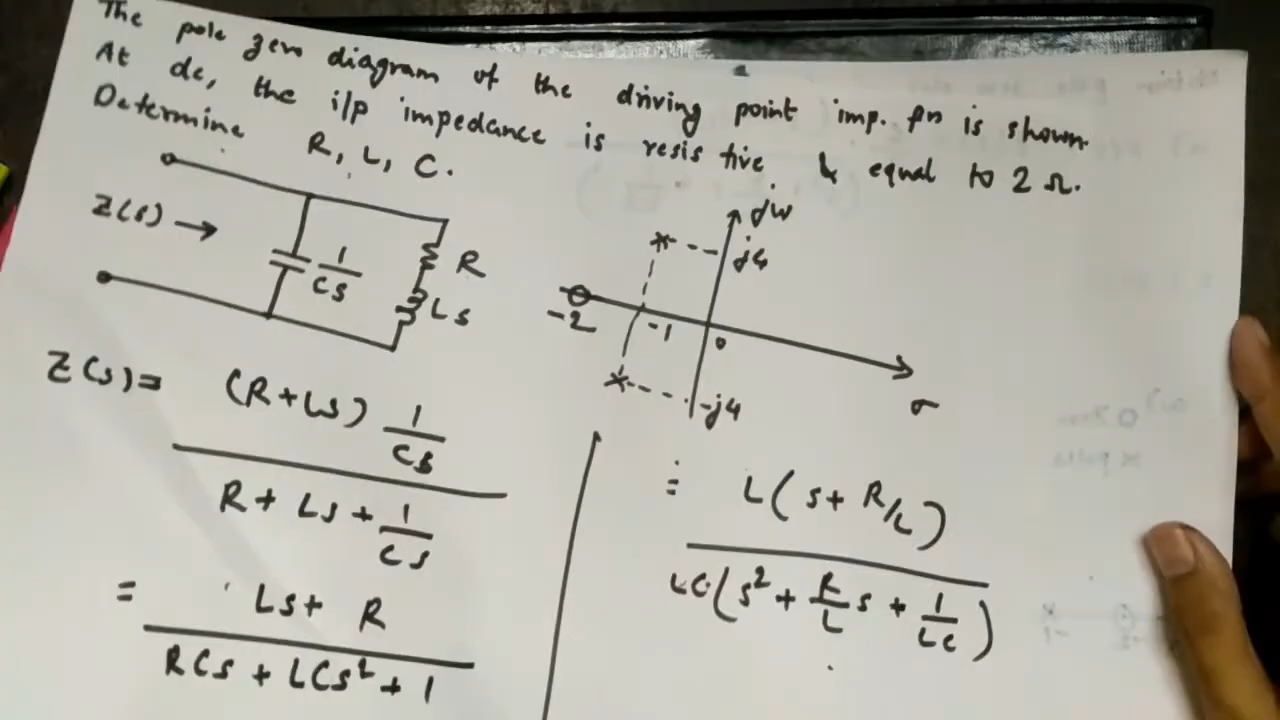 The pole zero diagram of the driving point imp. fn is shown.
At dc, the i/p impedance is resistive & equal to 2 Ω.
Determine R, L, C.
Z(s) →
1/Cs
R
Ls
jω
j4
-2
-1
0
-j4
σ
Z(s) = (R+Ls) 1/Cs
R + Ls + 1/Cs
= Ls + R
RCs + LCs² + 1
= L(s + R/L)
LC(s² + R/L s + 1/LC)